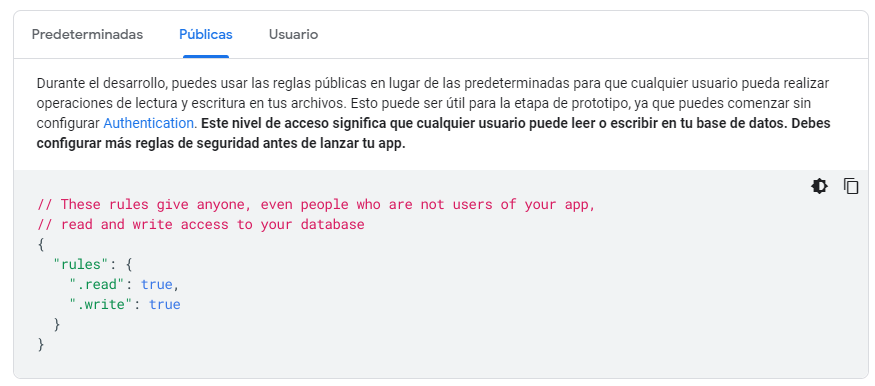 Predeterminadas Públicas Usuario
Durante el desarrollo, puedes usar las reglas públicas en lugar de las predeterminadas para que cualquier usuario pueda realizar
operaciones de lectura y escritura en tus archivos. Esto puede ser útil para la etapa de prototipo, ya que puedes comenzar sin
configurar Authentication. Este nivel de acceso significa que cualquier usuario puede leer o escribir en tu base de datos. Debes
configurar más reglas de seguridad antes de lanzar tu app.
// These rules give anyone, even people who are not users of your app,
// read and write access to your database
{
  "rules": {
    ".read": true,
    ".write": true
  }
}